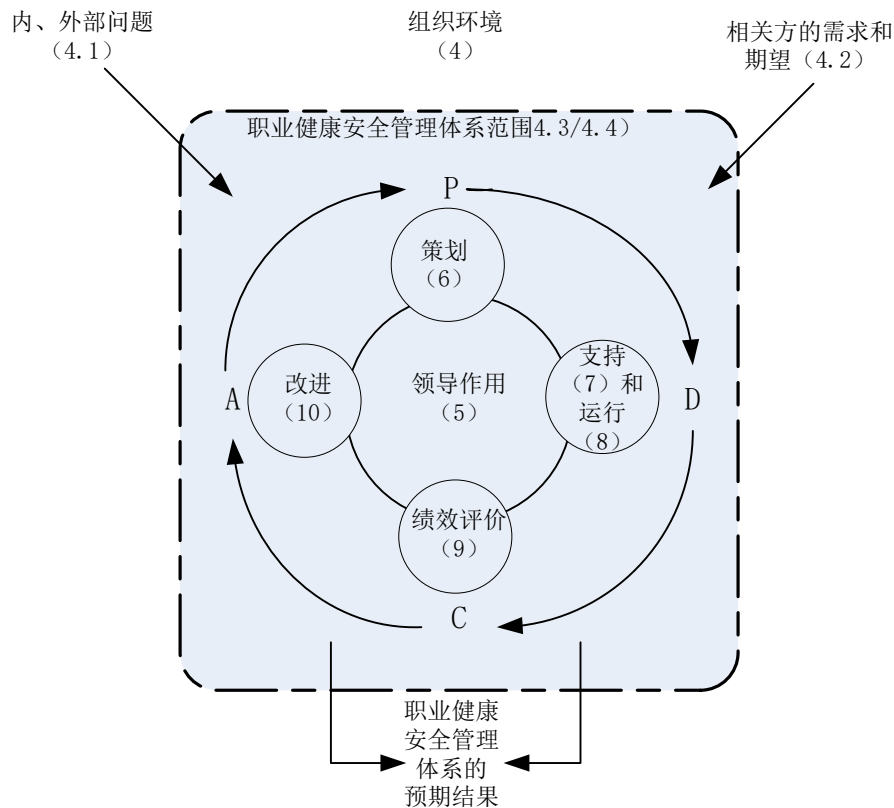 内、外部问题
（4.1）
组织环境
（4）
相关方的需求和
期望（4.2）
职业健康安全管理体系范围4.3/4.4）
P
策划
（6）
A
改进
（10）
领导作用
（5）
支持
（7）和
运行
（8）
D
绩效评价
（9）
C
职业健康
安全管理
体系的
预期结果